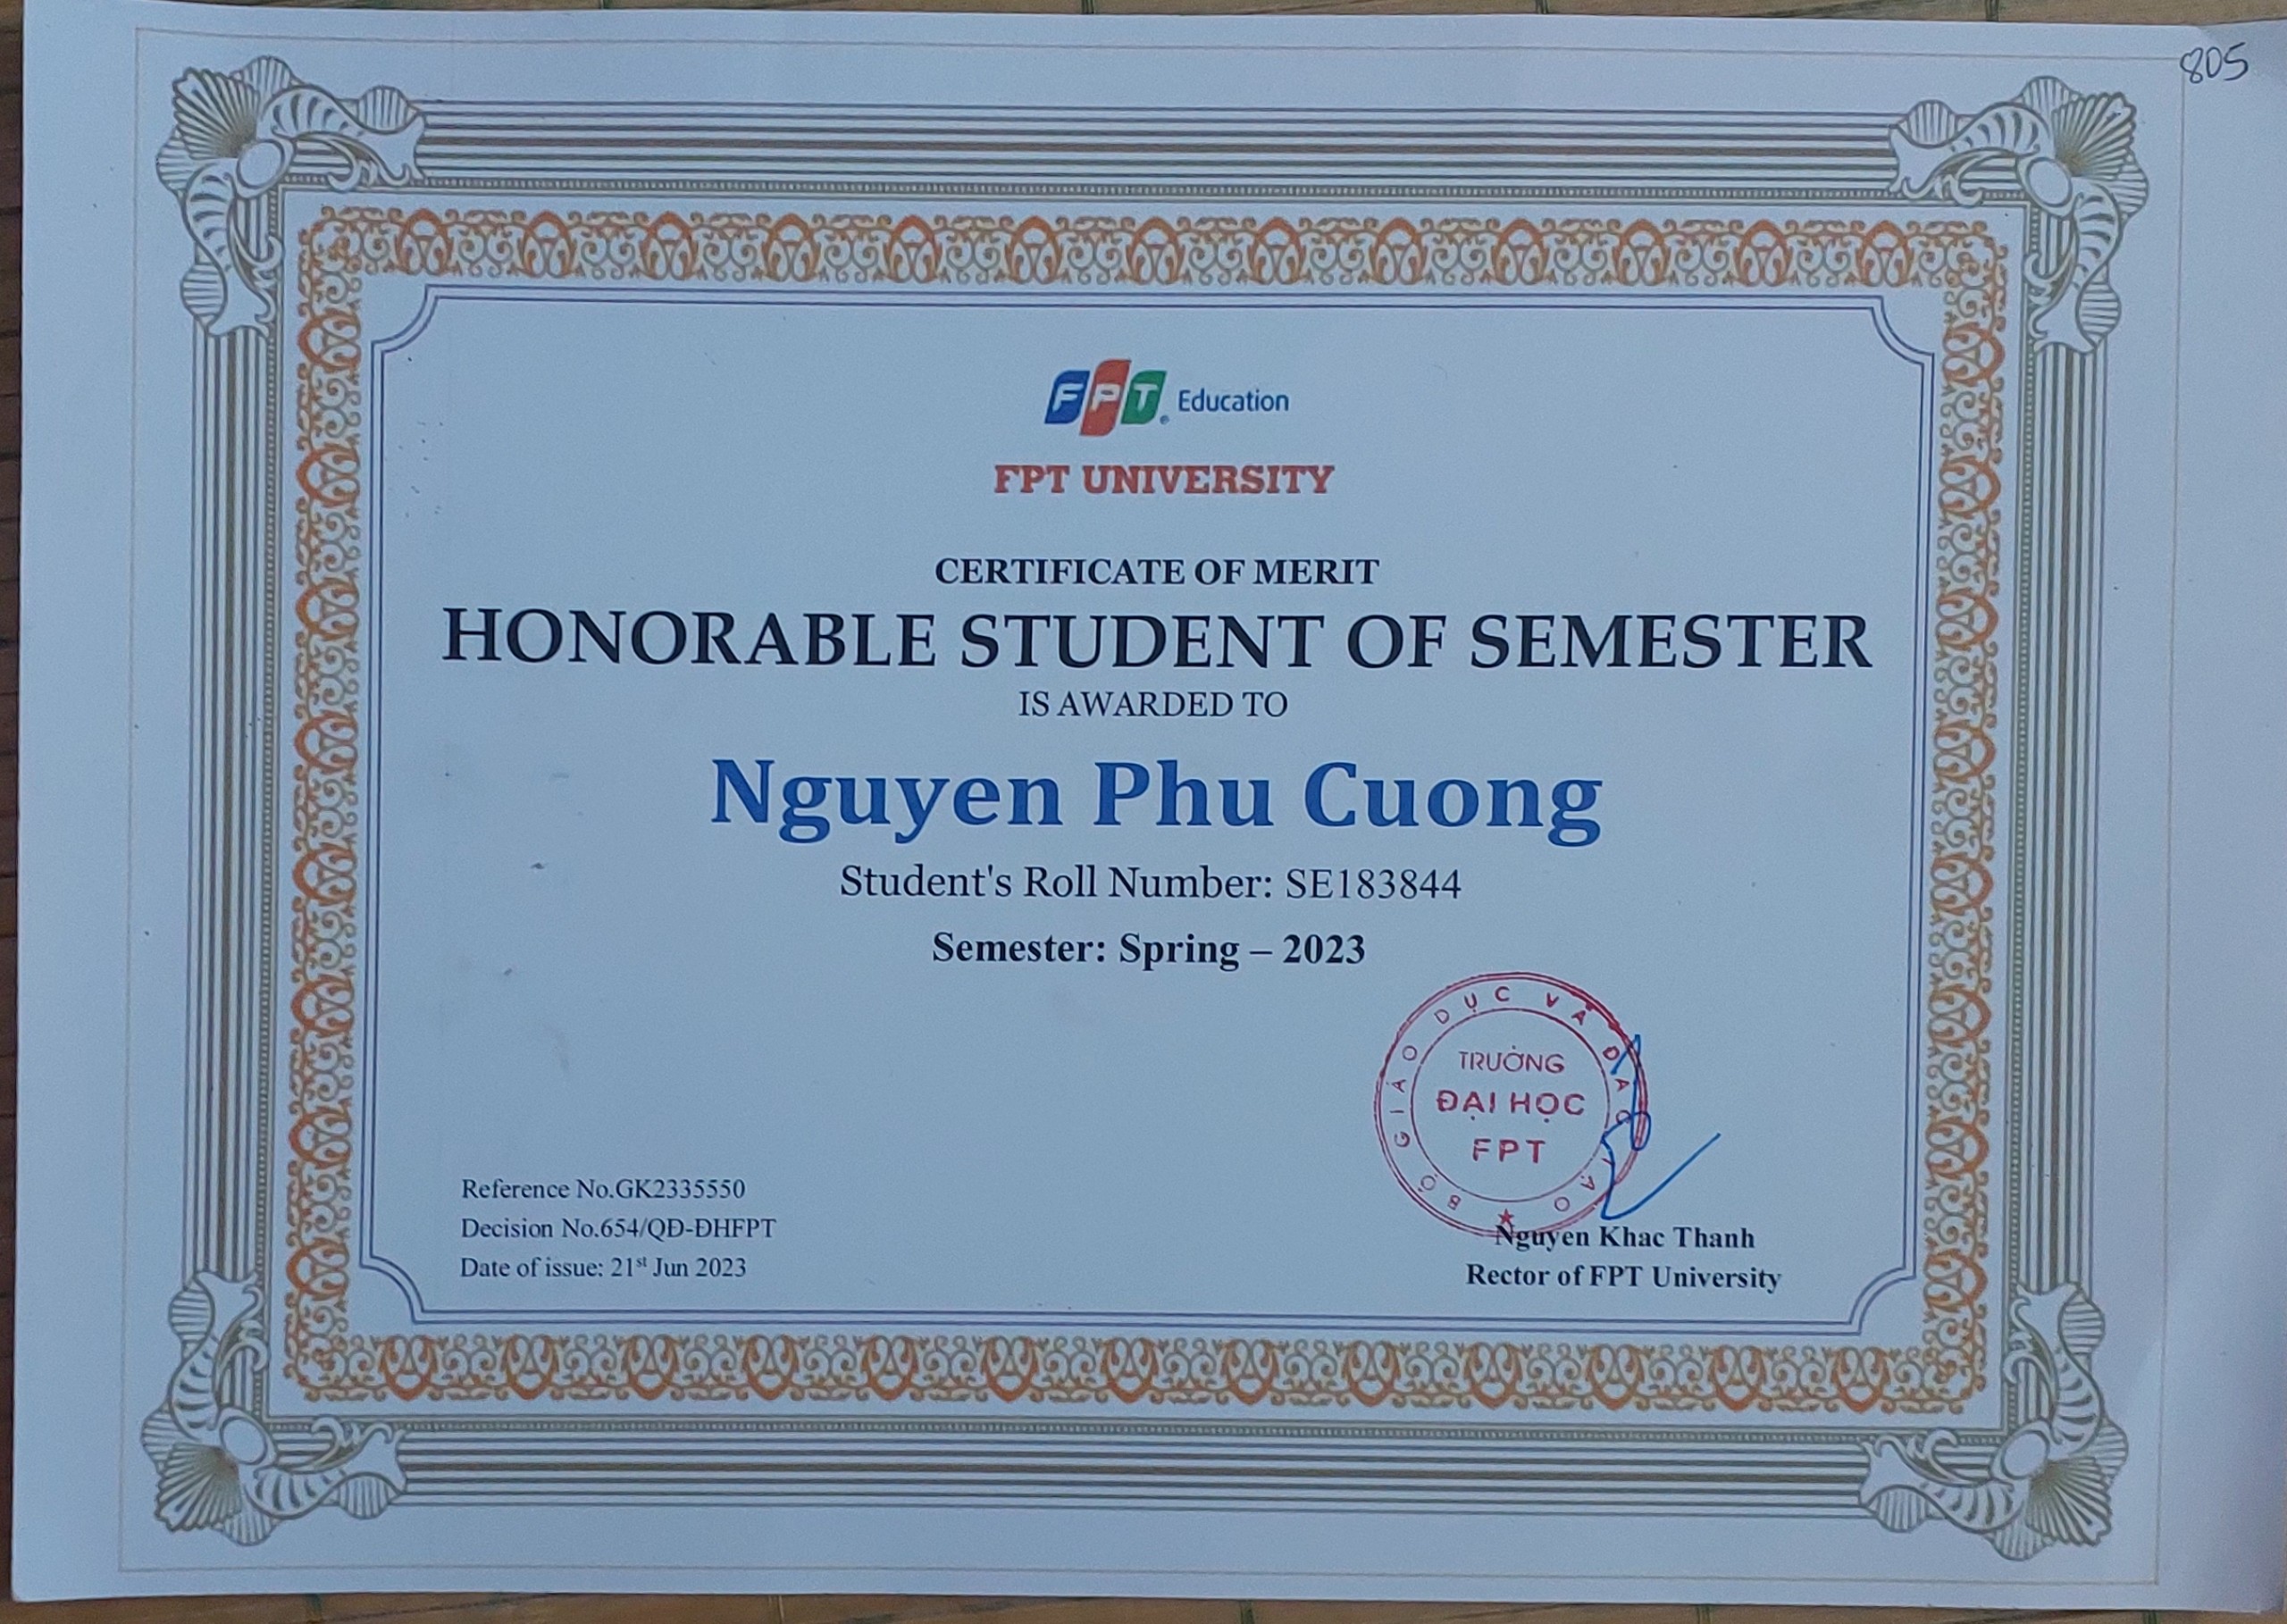 805
FPT Education
FPT UNIVERSITY
CERTIFICATE OF MERIT
HONORABLE STUDENT OF SEMESTER
IS AWARDED TO
Nguyen Phu Cuong
Student's Roll Number: SE183844
Semester: Spring – 2023
BỘ GIÁO DỤC VÀ ĐÀO TẠO
TRƯỜNG
ĐẠI HỌC
FPT
Reference No.GK2335550
Decision No.654/QĐ-ĐHFPT
Date of issue: 21st Jun 2023
Nguyen Khac Thanh
Rector of FPT University